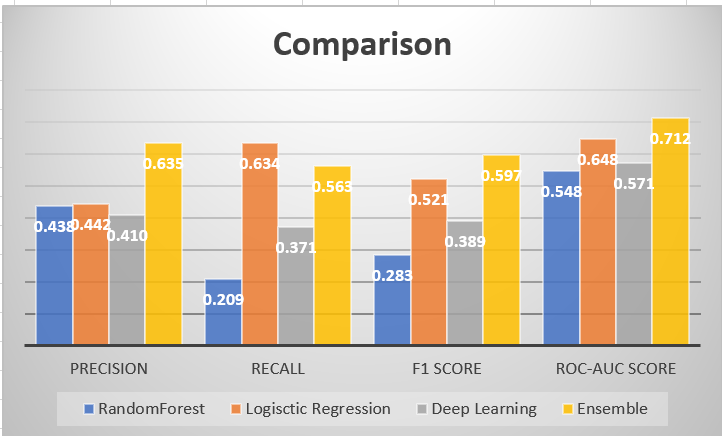 Comparison
0.438 0.442 0.410 0.635 0.209 0.634 0.371 0.563 0.283 0.521 0.389 0.597 0.548 0.648 0.571 0.712
PRECISION RECALL F1 SCORE ROC-AUC SCORE
RandomForest Logisctic Regression Deep Learning Ensemble